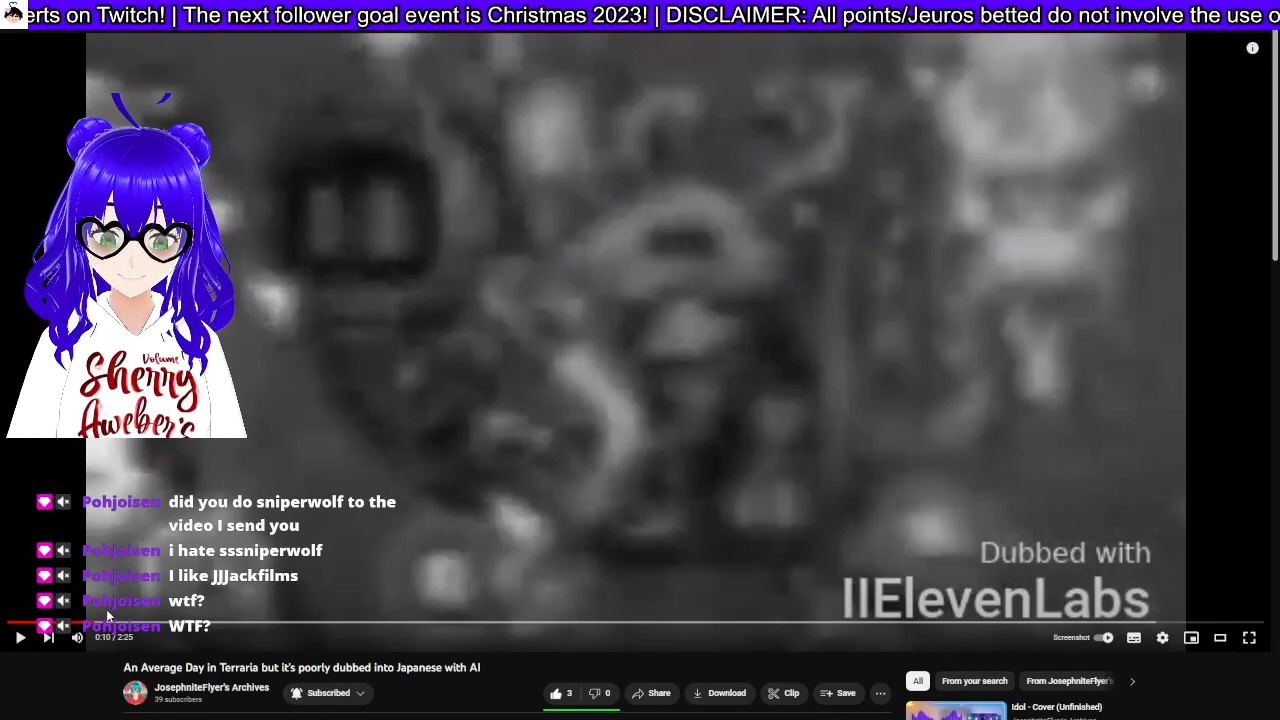 erts on Twitch! | The next follower goal event is Christmas 2023! | DISCLAIMER: All points/Jeuros betted do not involve the use o
Volume
Sherry
Aweber's
Pohjoisen did you do sniperwolf to the
video I send you
Pohjoisen i hate sssniperwolf
Pohjoisen I like JJJackfilms
Pohjoisen wtf?
Pohjoisen WTF?
Dubbed with
IIElevenLabs
0:10 / 2:25
Screenshot
An Average Day in Terraria but it's poorly dubbed into Japanese with AI
JosephniteFlyer's Archives
39 subscribers
Subscribed
3
0
Share
Download
Clip
Save
All
From your search
From JosephniteFlyer's
Idol - Cover (Unfinished)